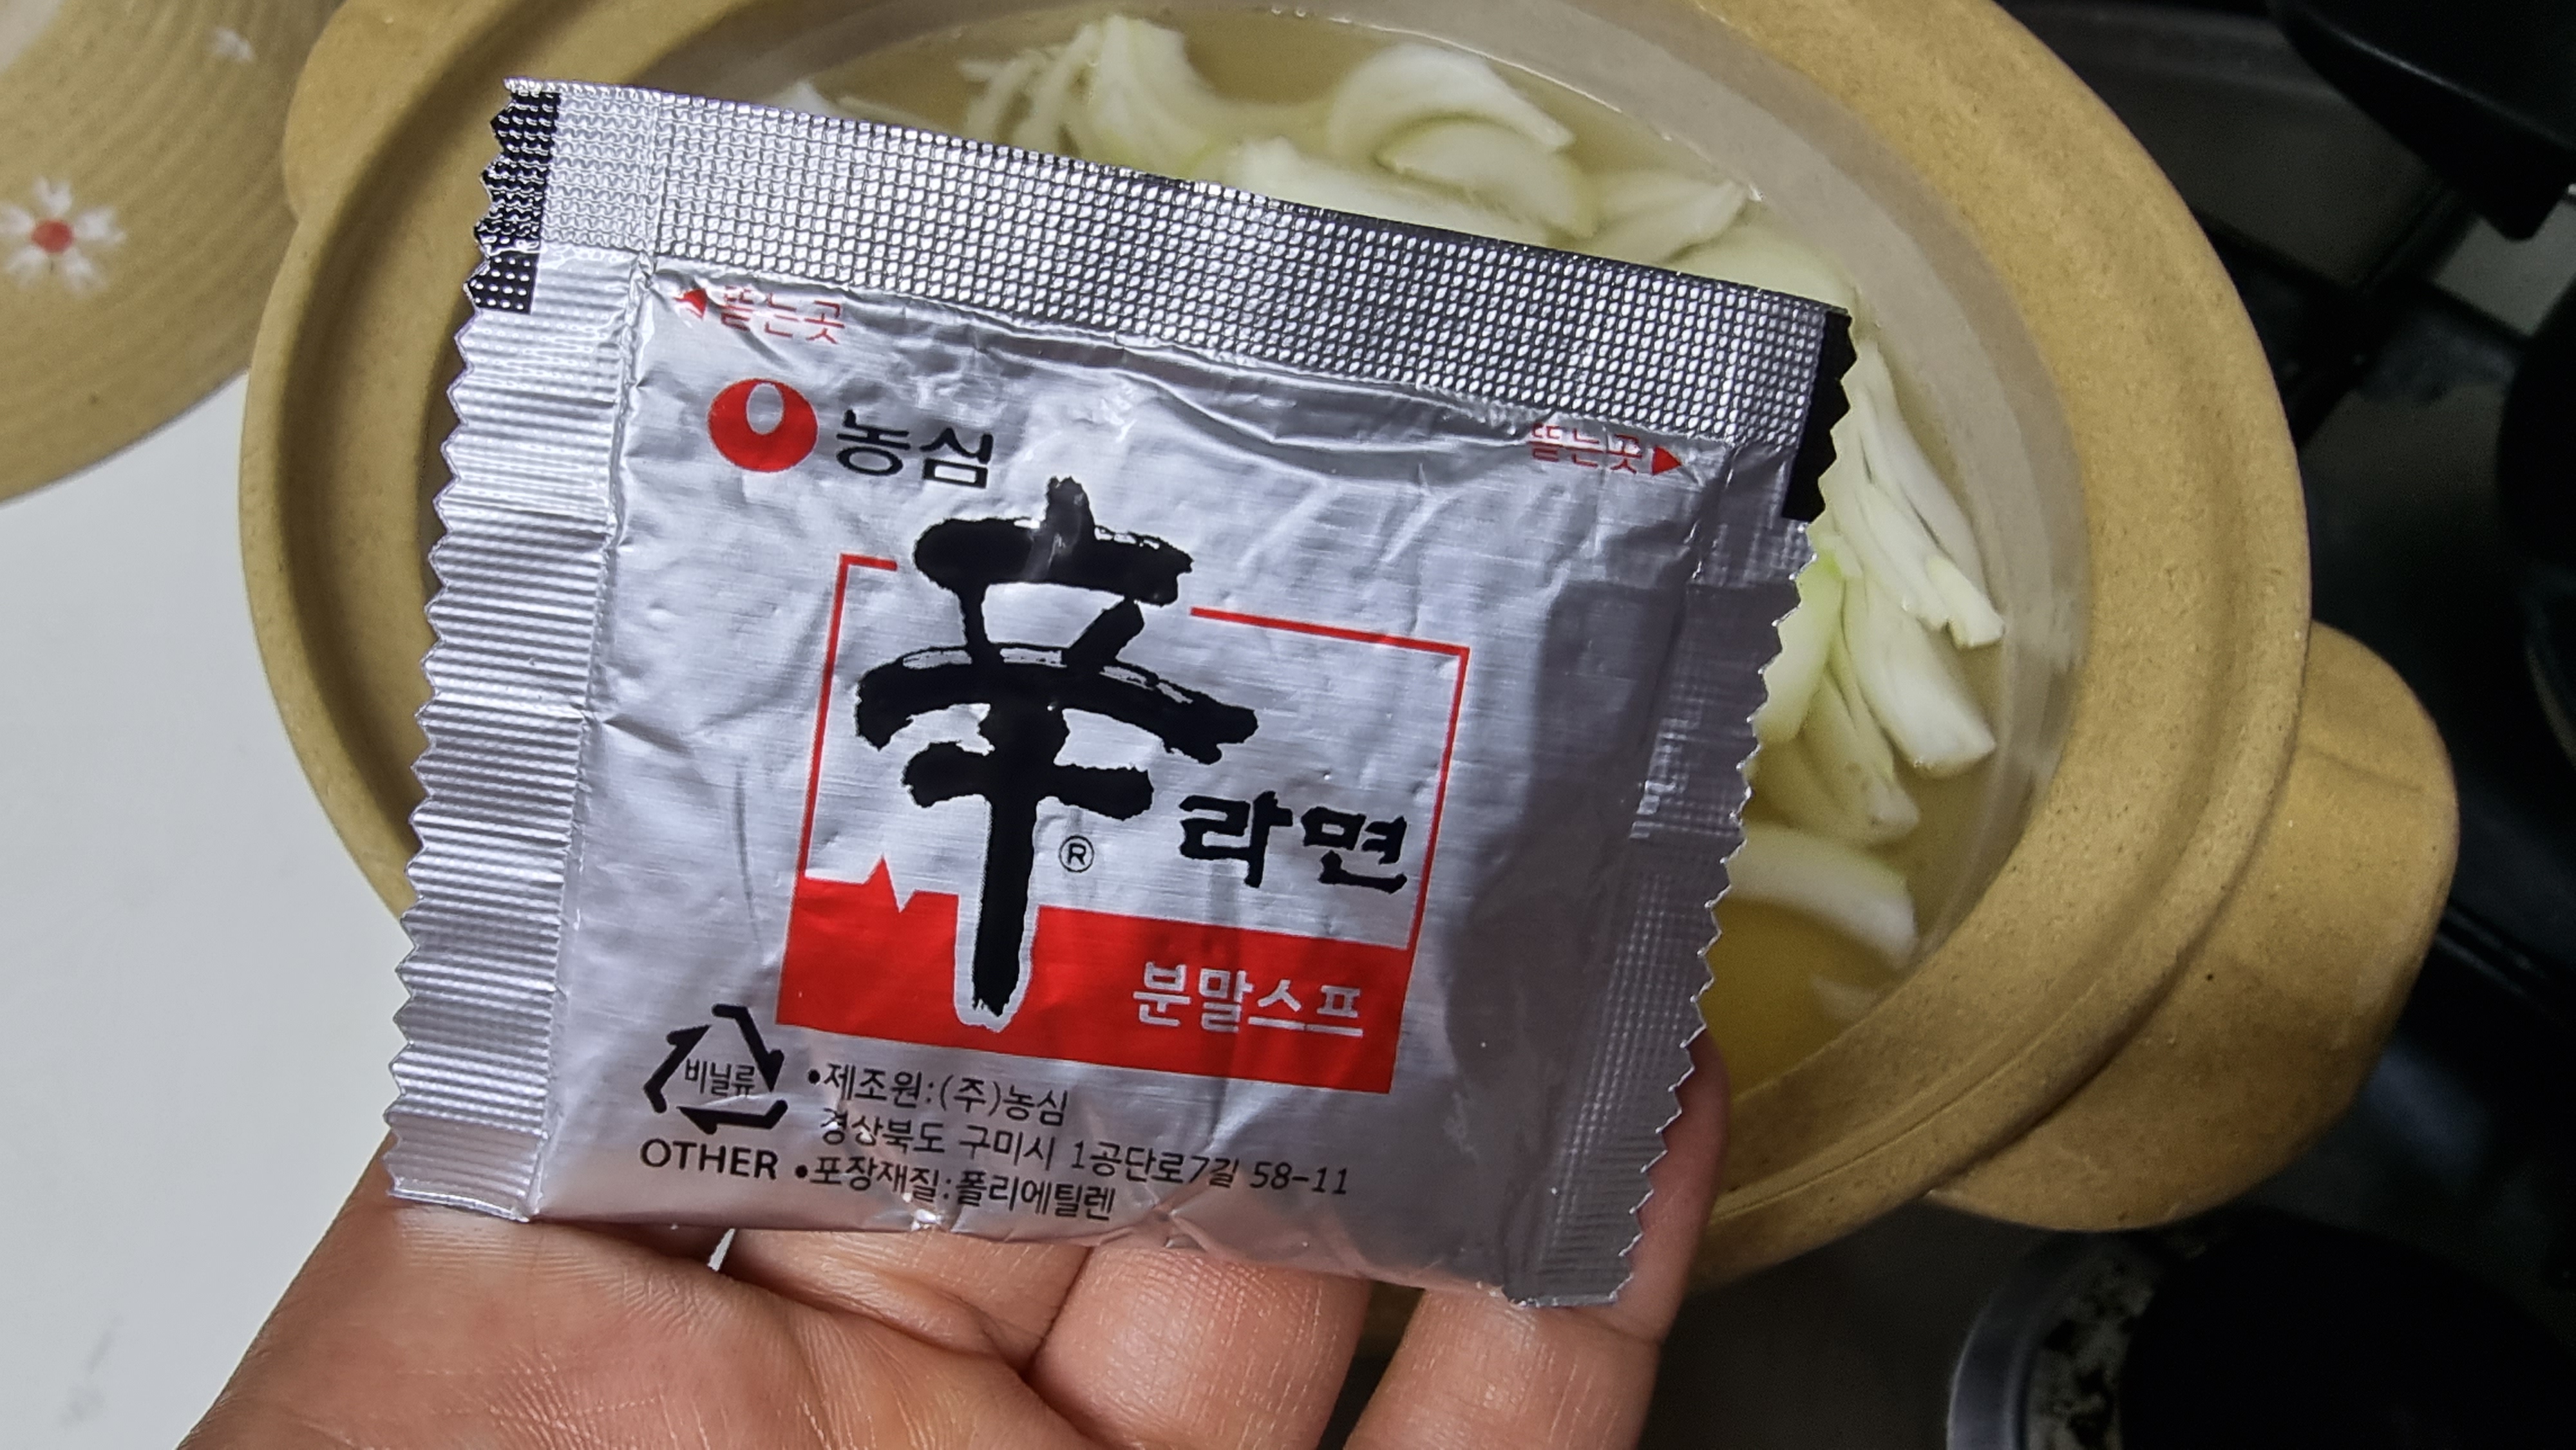 뜯는곳
농심
뜯는곳
辛®라면
분말스프
비닐류
OTHER
•제조원:(주)농심
경상북도 구미시 1공단로7길 58-11
•포장재질:폴리에틸렌